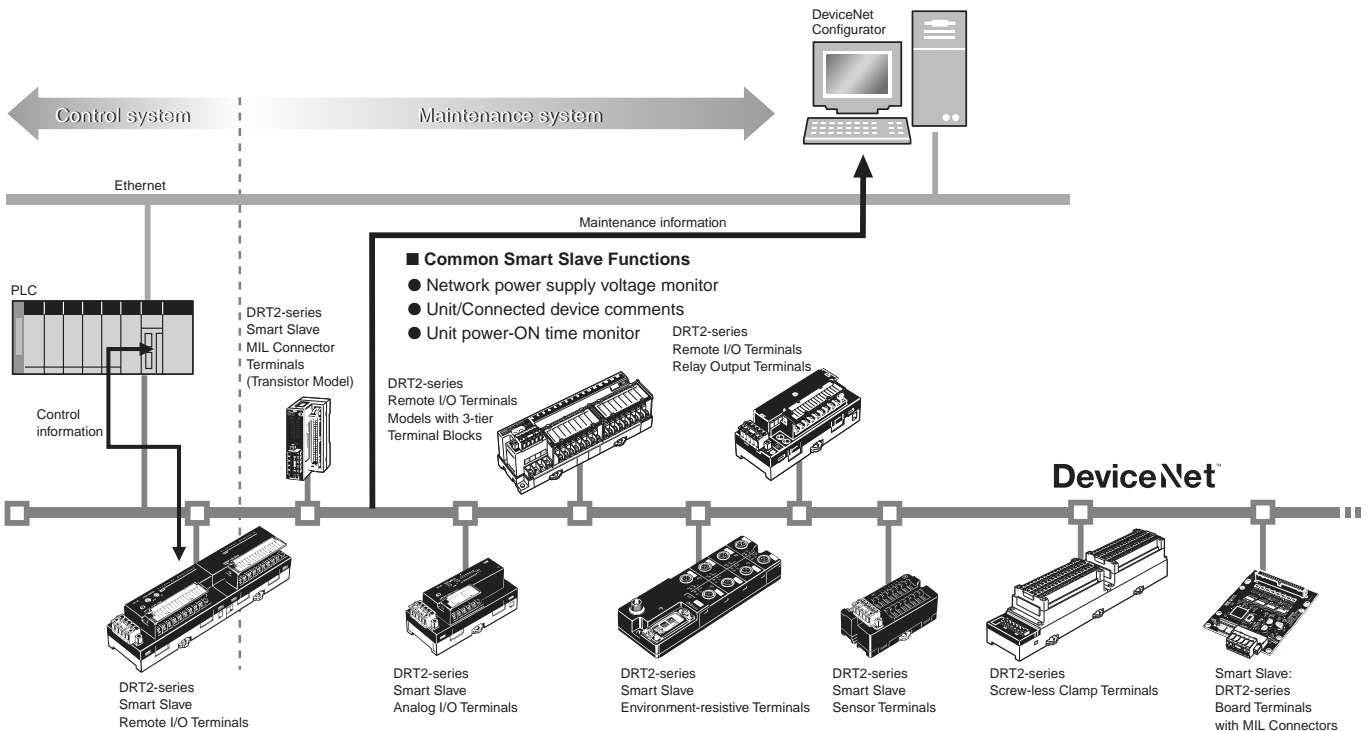 DeviceNet
Configurator
Control system
Maintenance system
Ethernet
Maintenance information
■ Common Smart Slave Functions
● Network power supply voltage monitor
● Unit/Connected device comments
● Unit power-ON time monitor
PLC
DRT2-series
Smart Slave
MIL Connector
Terminals
(Transistor Model)
DRT2-series
Remote I/O Terminals
Relay Output Terminals
DRT2-series
Remote I/O Terminals
Models with 3-tier
Terminal Blocks
Control
information
DeviceNet™
DRT2-series
Smart Slave
Remote I/O Terminals
DRT2-series
Smart Slave
Analog I/O Terminals
DRT2-series
Smart Slave
Environment-resistive Terminals
DRT2-series
Smart Slave
Sensor Terminals
DRT2-series
Screw-less Clamp Terminals
Smart Slave:
DRT2-series
Board Terminals
with MIL Connectors